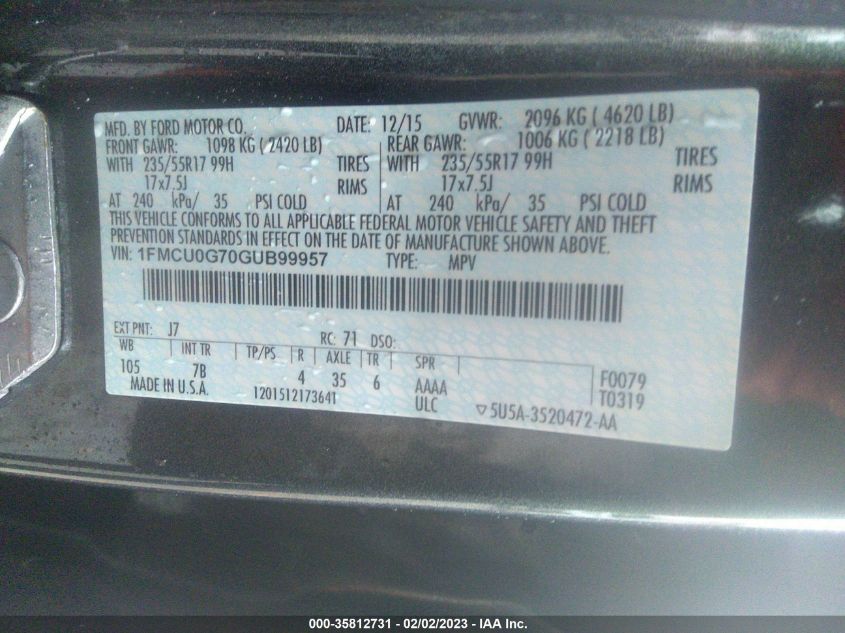 MFD. BY FORD MOTOR CO. DATE: 12/15 GVWR: 2096 KG ( 4620 LB)
FRONT GAWR: 1098 KG ( 2420 LB) REAR GAWR: 1006 KG ( 2218 LB)
WITH 235/55R17 99H TIRES WITH 235/55R17 99H TIRES
17x7.5J RIMS 17x7.5J RIMS
AT 240 kPa/ 35 PSI COLD AT 240 kPa/ 35 PSI COLD
THIS VEHICLE CONFORMS TO ALL APPLICABLE FEDERAL MOTOR VEHICLE SAFETY AND THEFT
PREVENTION STANDARDS IN EFFECT ON THE DATE OF MANUFACTURE SHOWN ABOVE.
VIN: 1FMCU0G70GUB99957 TYPE: MPV
EXT PNT: J7 RC: 71 DSO:
WB INT TR TP/PS R AXLE TR SPR
105 7B 4 35 6 AAAA F0079
MADE IN U.S.A. 1201512173641 ULC T0319
▽5U5A-3520472-AA
000-35812731 — 02/02/2023 — IAA Inc.